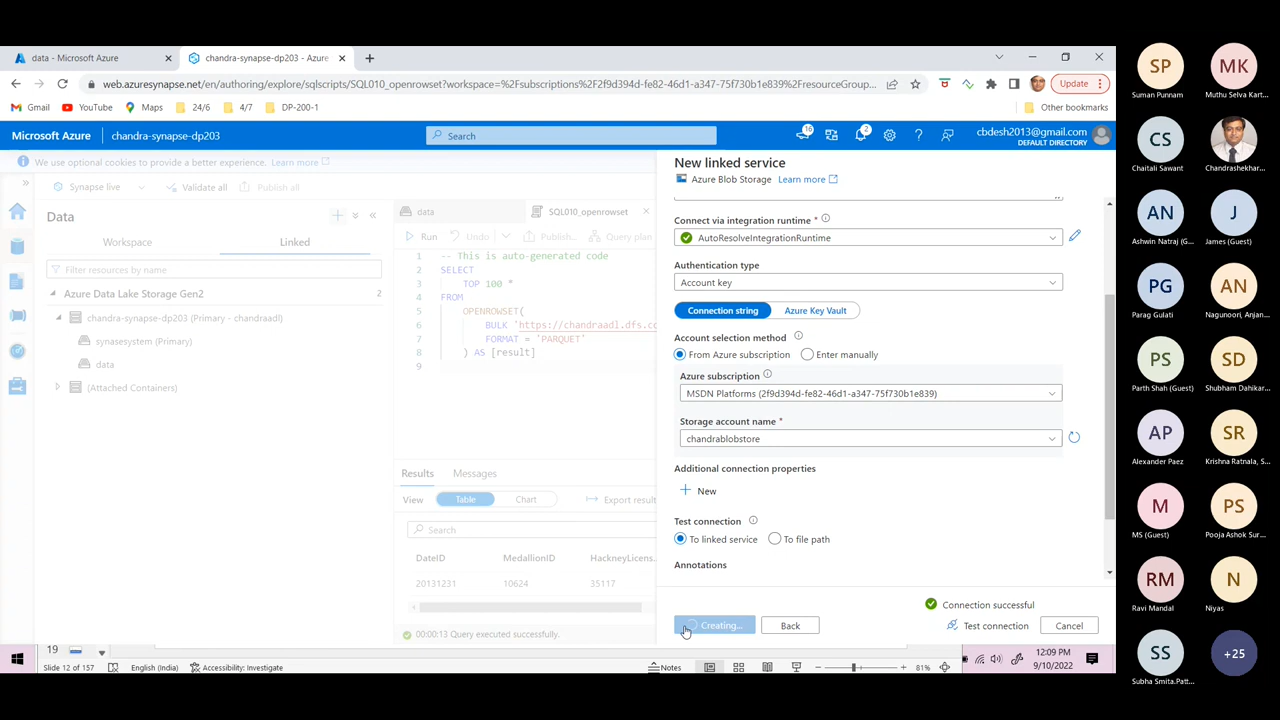 data - Microsoft Azure
chandra-synapse-dp203 - Azure
web.azuresynapse.net/en/authoring/explore/sqlscripts/SQL010_openrowset?workspace=%2Fsubscriptions%2F2f9d394d-fe82-46d1-a347-75f730b1e839%2FresourceGroup...
Update
Gmail
YouTube
Maps
24/6
4/7
DP-200-1
Other bookmarks
Microsoft Azure
chandra-synapse-dp203
Search
16
2
cbdesh2013@gmail.com
DEFAULT DIRECTORY
We use optional cookies to provide a better experience. Learn more
Synapse live
Validate all
Publish all
Data
Workspace
Linked
Filter resources by name
Azure Data Lake Storage Gen2
2
chandra-synapse-dp203 (Primary - chandraadl)
synasesystem (Primary)
data
(Attached Containers)
data
SQL010_openrowset
Run
Undo
Publish...
Query plan
1 -- This is auto-generated code
2 SELECT
3 TOP 100 *
4 FROM
5 OPENROWSET(
6 BULK 'https://chandraadl.dfs.co
7 FORMAT = 'PARQUET'
8 ) AS [result]
9
Results
Messages
View
Table
Chart
Export result
Search
DateID
MedallionID
HackneyLicens...
20131231
10624
35117
00:00:13 Query executed successfully.
New linked service
Azure Blob Storage
Learn more
Connect via integration runtime *
AutoResolveIntegrationRuntime
Authentication type
Account key
Connection string
Azure Key Vault
Account selection method
From Azure subscription
Enter manually
Azure subscription
MSDN Platforms (2f9d394d-fe82-46d1-a347-75f730b1e839)
Storage account name *
chandrablobstore
Additional connection properties
New
Test connection
To linked service
To file path
Annotations
Connection successful
Creating...
Back
Test connection
Cancel
19
Slide 12 of 157
English (India)
Accessibility: Investigate
Notes
81%
12:09 PM
9/10/2022
SP
Suman Punnam
MK
Muthu Selva Kart...
CS
Chaitali Sawant
Chandrashekhar...
AN
Ashwin Natraj (G...
J
James (Guest)
PG
Parag Gulati
AN
Nagunoori, Anjan...
PS
Parth Shah (Guest)
SD
Shubham Dahikar...
AP
Alexander Paez
SR
Krishna Ratnala, S...
M
MS (Guest)
PS
Pooja Ashok Sur...
RM
Ravi Mandal
N
Niyas
SS
Subha Smita.Patt...
+25